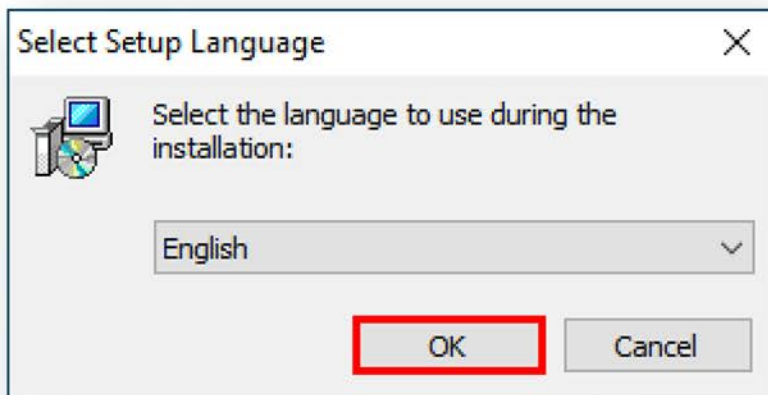 Select Setup Language
Select the language to use during the
installation:
English
OK
Cancel